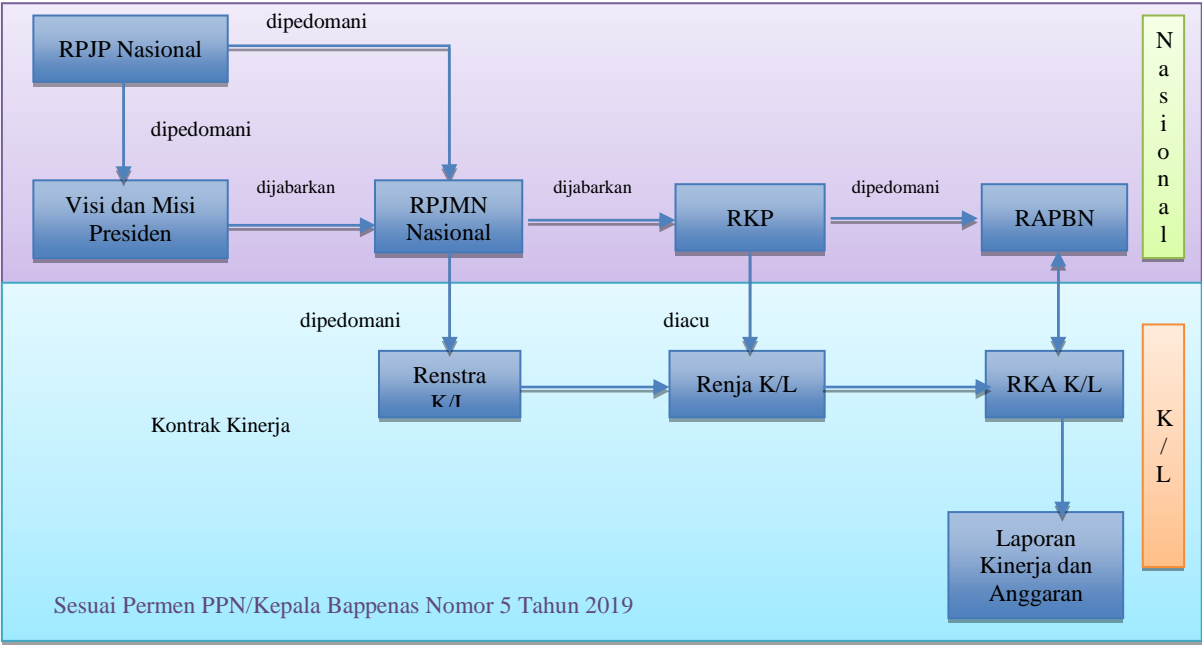 dipedomani
RPJP Nasional
dipedomani
Visi dan Misi
Presiden
dijabarkan
RPJMN
Nasional
dijabarkan
RKP
dipedomani
RAPBN
Nasional
dipedomani
diacu
Renstra
K/L
Renja K/L
RKA K/L
K/L
Kontrak Kinerja
Laporan
Kinerja dan
Anggaran
Sesuai Permen PPN/Kepala Bappenas Nomor 5 Tahun 2019